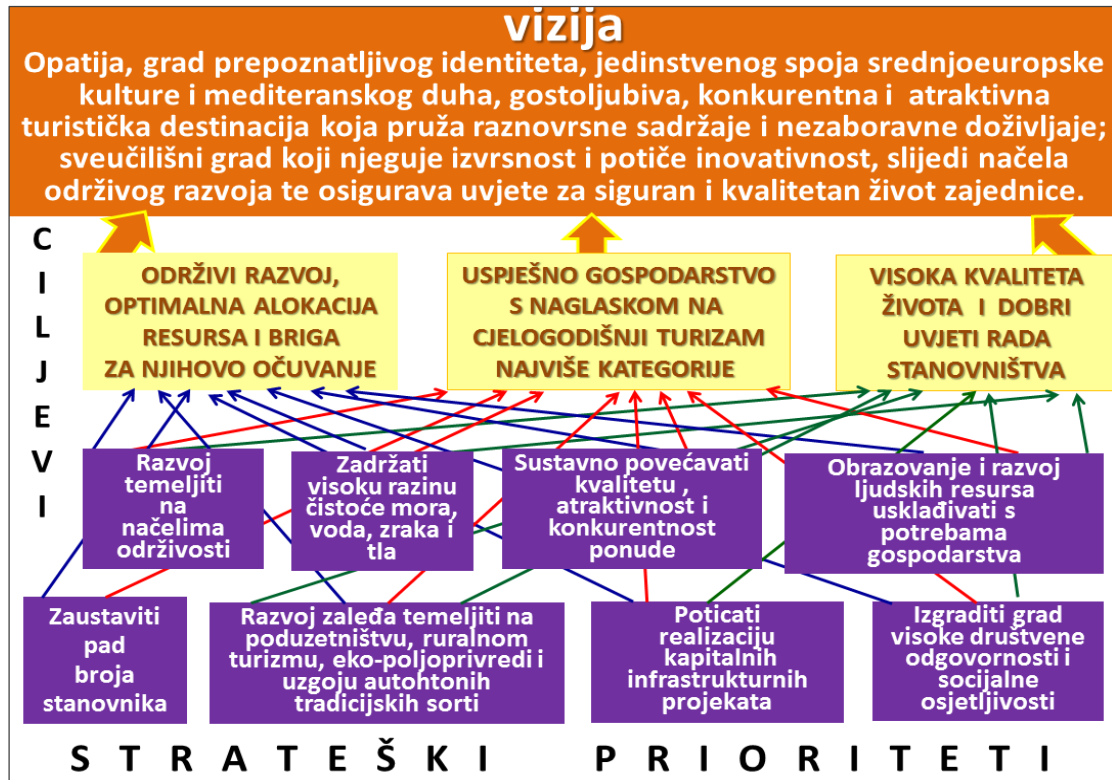 vizija
Opatija, grad prepoznatljivog identiteta, jedinstvenog spoja srednjoeuropske
kulture i mediteranskog duha, gostoljubiva, konkurentna i atraktivna
turistička destinacija koja pruža raznovrsne sadržaje i nezaboravne doživljaje;
sveučilišni grad koji njeguje izvrsnost i potiče inovativnost, slijedi načela
održivog razvoja te osigurava uvjete za siguran i kvalitetan život zajednice.
C
I
L
J
E
V
I
ODRŽIVI RAZVOJ,
OPTIMALNA ALOKACIJA
RESURSA I BRIGA
ZA NJIHOVO OČUVANJE
USPJEŠNO GOSPODARSTVO
S NAGLASKOM NA
CJELOGODIŠNJI TURIZAM
NAJVIŠE KATEGORIJE
VISOKA KVALITETA
ŽIVOTA I DOBRI
UVJETI RADA
STANOVNIŠTVA
Razvoj
temeljiti
na
načelima
održivosti
Zadržati
visoku razinu
čistoće mora,
voda, zraka i
tla
Sustavno povećavati
kvalitetu ,
atraktivnost i
konkurentnost
ponude
Obrazovanje i razvoj
ljudskih resursa
usklađivati s
potrebama
gospodarstva
Zaustaviti
pad
broja
stanovnika
Razvoj zaleđa temeljiti na
poduzetništvu, ruralnom
turizmu, eko-poljoprivredi i
uzgoju autohtonih
tradicijskih sorti
Poticati
realizaciju
kapitalnih
infrastrukturnih
projekata
Izgraditi grad
visoke društvene
odgovornosti i
socijalne
osjetljivosti
S T R A T E Š K I P R I O R I T E T I